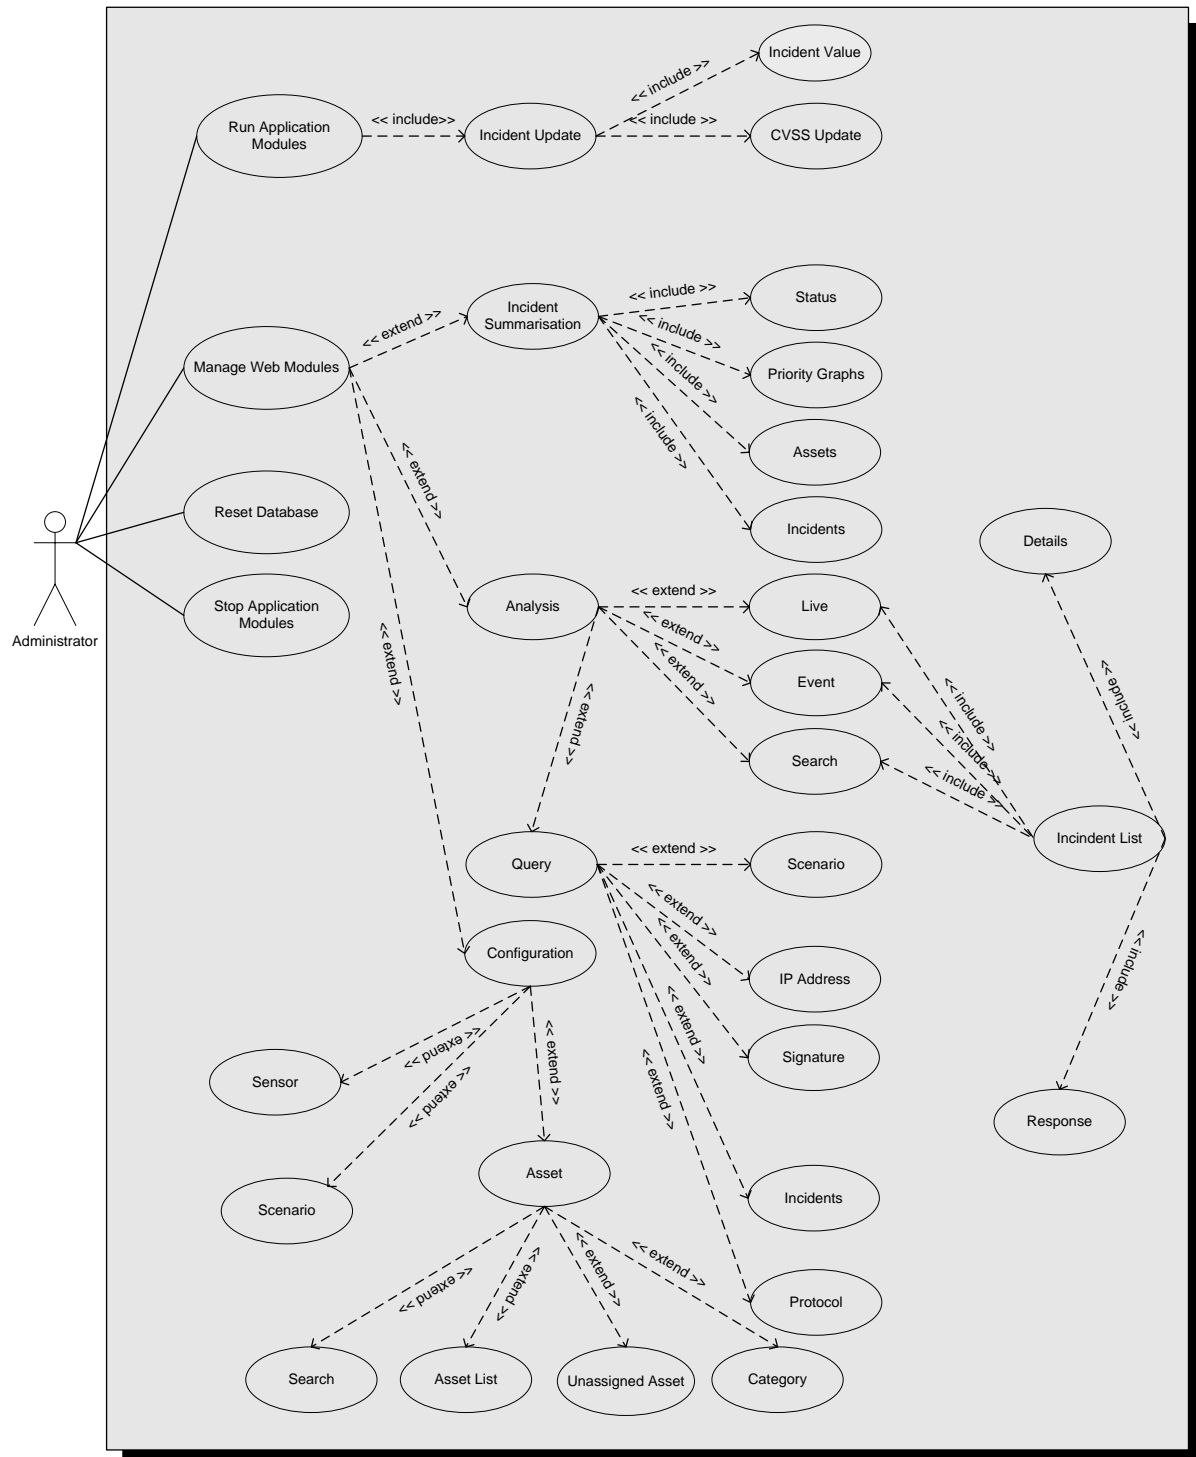 Incident Value
<< include >>
Run Application
Modules
<< include>>
Incident Update
<< include >>
CVSS Update
Incident
Summarisation
<< include >>
Status
<< extend >>
<< include >>
Manage Web Modules
Priority Graphs
<< include >>
<< include >>
Assets
<< extend >>
Reset Database
Incidents
Details
Stop Application
Modules
Administrator
Analysis
<< extend >>
Live
<< extend >>
<< extend >>
<< extend >>
Event
<< extend >>
<< include >>
<< include >>
<< include >>
<< include >>
Search
Query
<< extend >>
Scenario
Incindent List
<< extend >>
<< extend >>
Configuration
IP Address
<< include >>
<< extend >>
<< extend >>
Signature
<< extend >>
<< extend >>
<< extend >>
Sensor
Response
Asset
Incidents
Scenario
<< extend >>
<< extend >>
<< extend >>
<< extend >>
Protocol
Search
Asset List
Unassigned Asset
Category